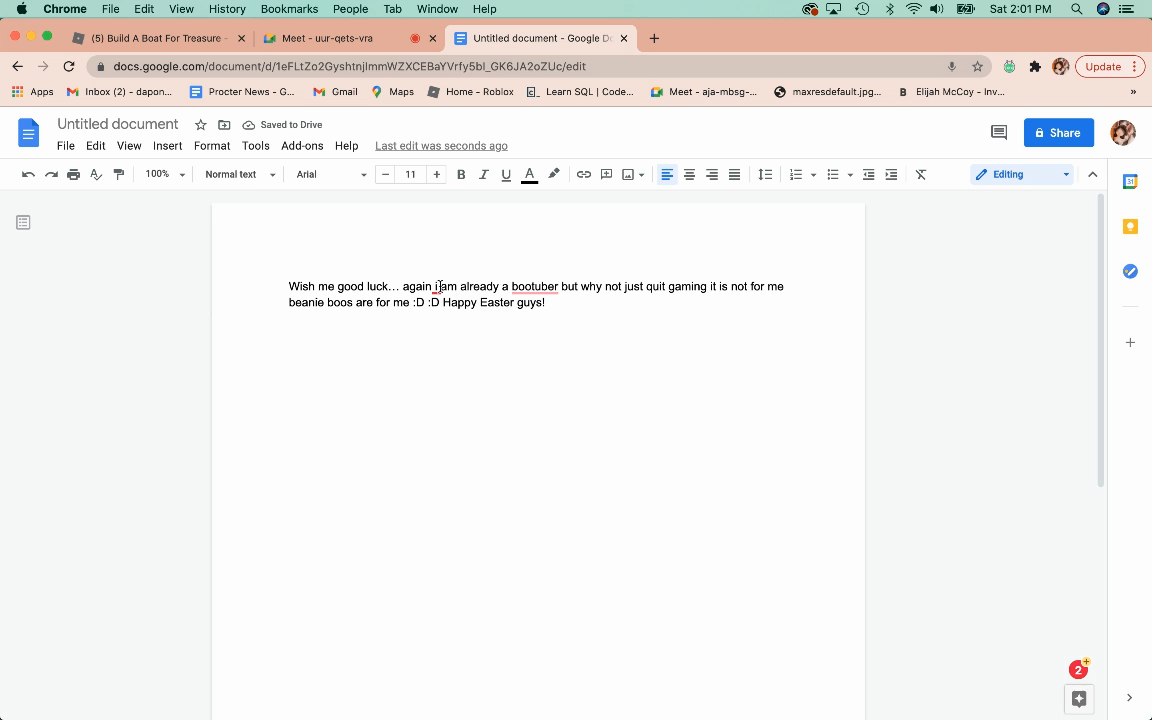 Chrome File Edit View History Bookmarks People Tab Window Help Sat 2:01 PM
(5) Build A Boat For Treasure - Meet - uur-qets-vra Untitled document - Google Do
docs.google.com/document/d/1eFLtZo2GyshtnjlmmWZXCEBaYVrfy5bI_GK6JA2oZUc/edit Update
Apps Inbox (2) - dapon... Procter News - G... Gmail Maps Home - Roblox Learn SQL | Code... Meet - aja-mbsg-... maxresdefault.jpg... B Elijah McCoy - Inv... »
Untitled document Saved to Drive
Share
File Edit View Insert Format Tools Add-ons Help Last edit was seconds ago
100% Normal text Arial 11 B I U A Editing
31
Wish me good luck... again i am already a bootuber but why not just quit gaming it is not for me
beanie boos are for me :D :D Happy Easter guys!
2